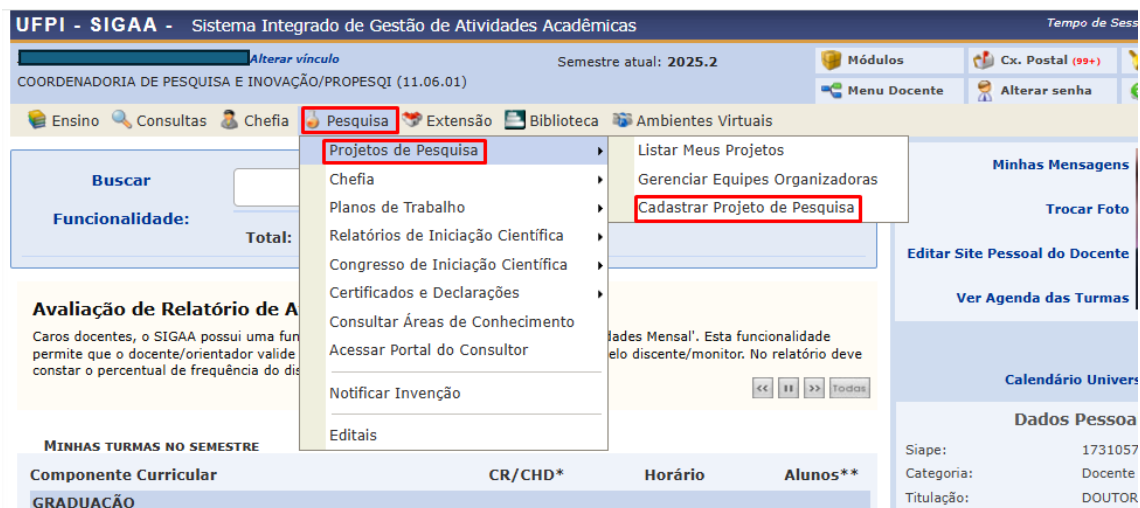 UFPI - SIGAA - Sistema Integrado de Gestão de Atividades Acadêmicas
Tempo de
Alterar vínculo
Semestre atual: 2025.2
Módulos
Cx. Postal (99+)
COORDENADORIA DE PESQUISA E INOVAÇÃO/PROPESQI (11.06.01)
Menu Docente
Alterar senha
Ensino Consultas Chefia Pesquisa Extensão Biblioteca Ambientes Virtuais
Projetos de Pesquisa
Chefia
Planos de Trabalho
Relatórios de Iniciação Científica
Congresso de Iniciação Científica
Certificados e Declarações
Consultar Áreas de Conhecimento
Acessar Portal do Consultor
Notificar Invenção
Editais
Listar Meus Projetos
Gerenciar Equipes Organizadoras
Cadastrar Projeto de Pesquisa
Buscar
Funcionalidade:
Total:
Minhas Mensagens
Trocar Foto
Editar Site Pessoal do Docente
Ver Agenda das Turmas
Avaliação de Relatório de A
Caros docentes, o SIGAA possui uma fun
dades Mensal'. Esta funcionalidade
permite que o docente/orientador valide
elo discente/monitor. No relatório deve
constar o percentual de frequência do di
<< >> Todas
Calendário
MINHAS TURMAS NO SEMESTRE
Componente Curricular CR/CHD* Horário Alunos**
GRADUAÇÃO
Dados
Siape: 1731057
Categoria: Docente
Titulação: DOUTOR